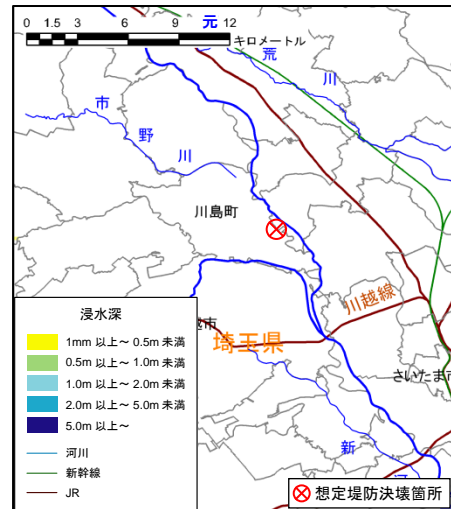 0 1.5 3 6 9 12
キロメートル
元
荒
川
市
野
川
川島町
川越線
越市
埼玉県
さいたま市
新
河
浸水深
1mm 以上～ 0.5m 未満
0.5m 以上～ 1.0m 未満
1.0m 以上～ 2.0m 未満
2.0m 以上～ 5.0m 未満
5.0m 以上～
河川
新幹線
JR
想定堤防決壊箇所